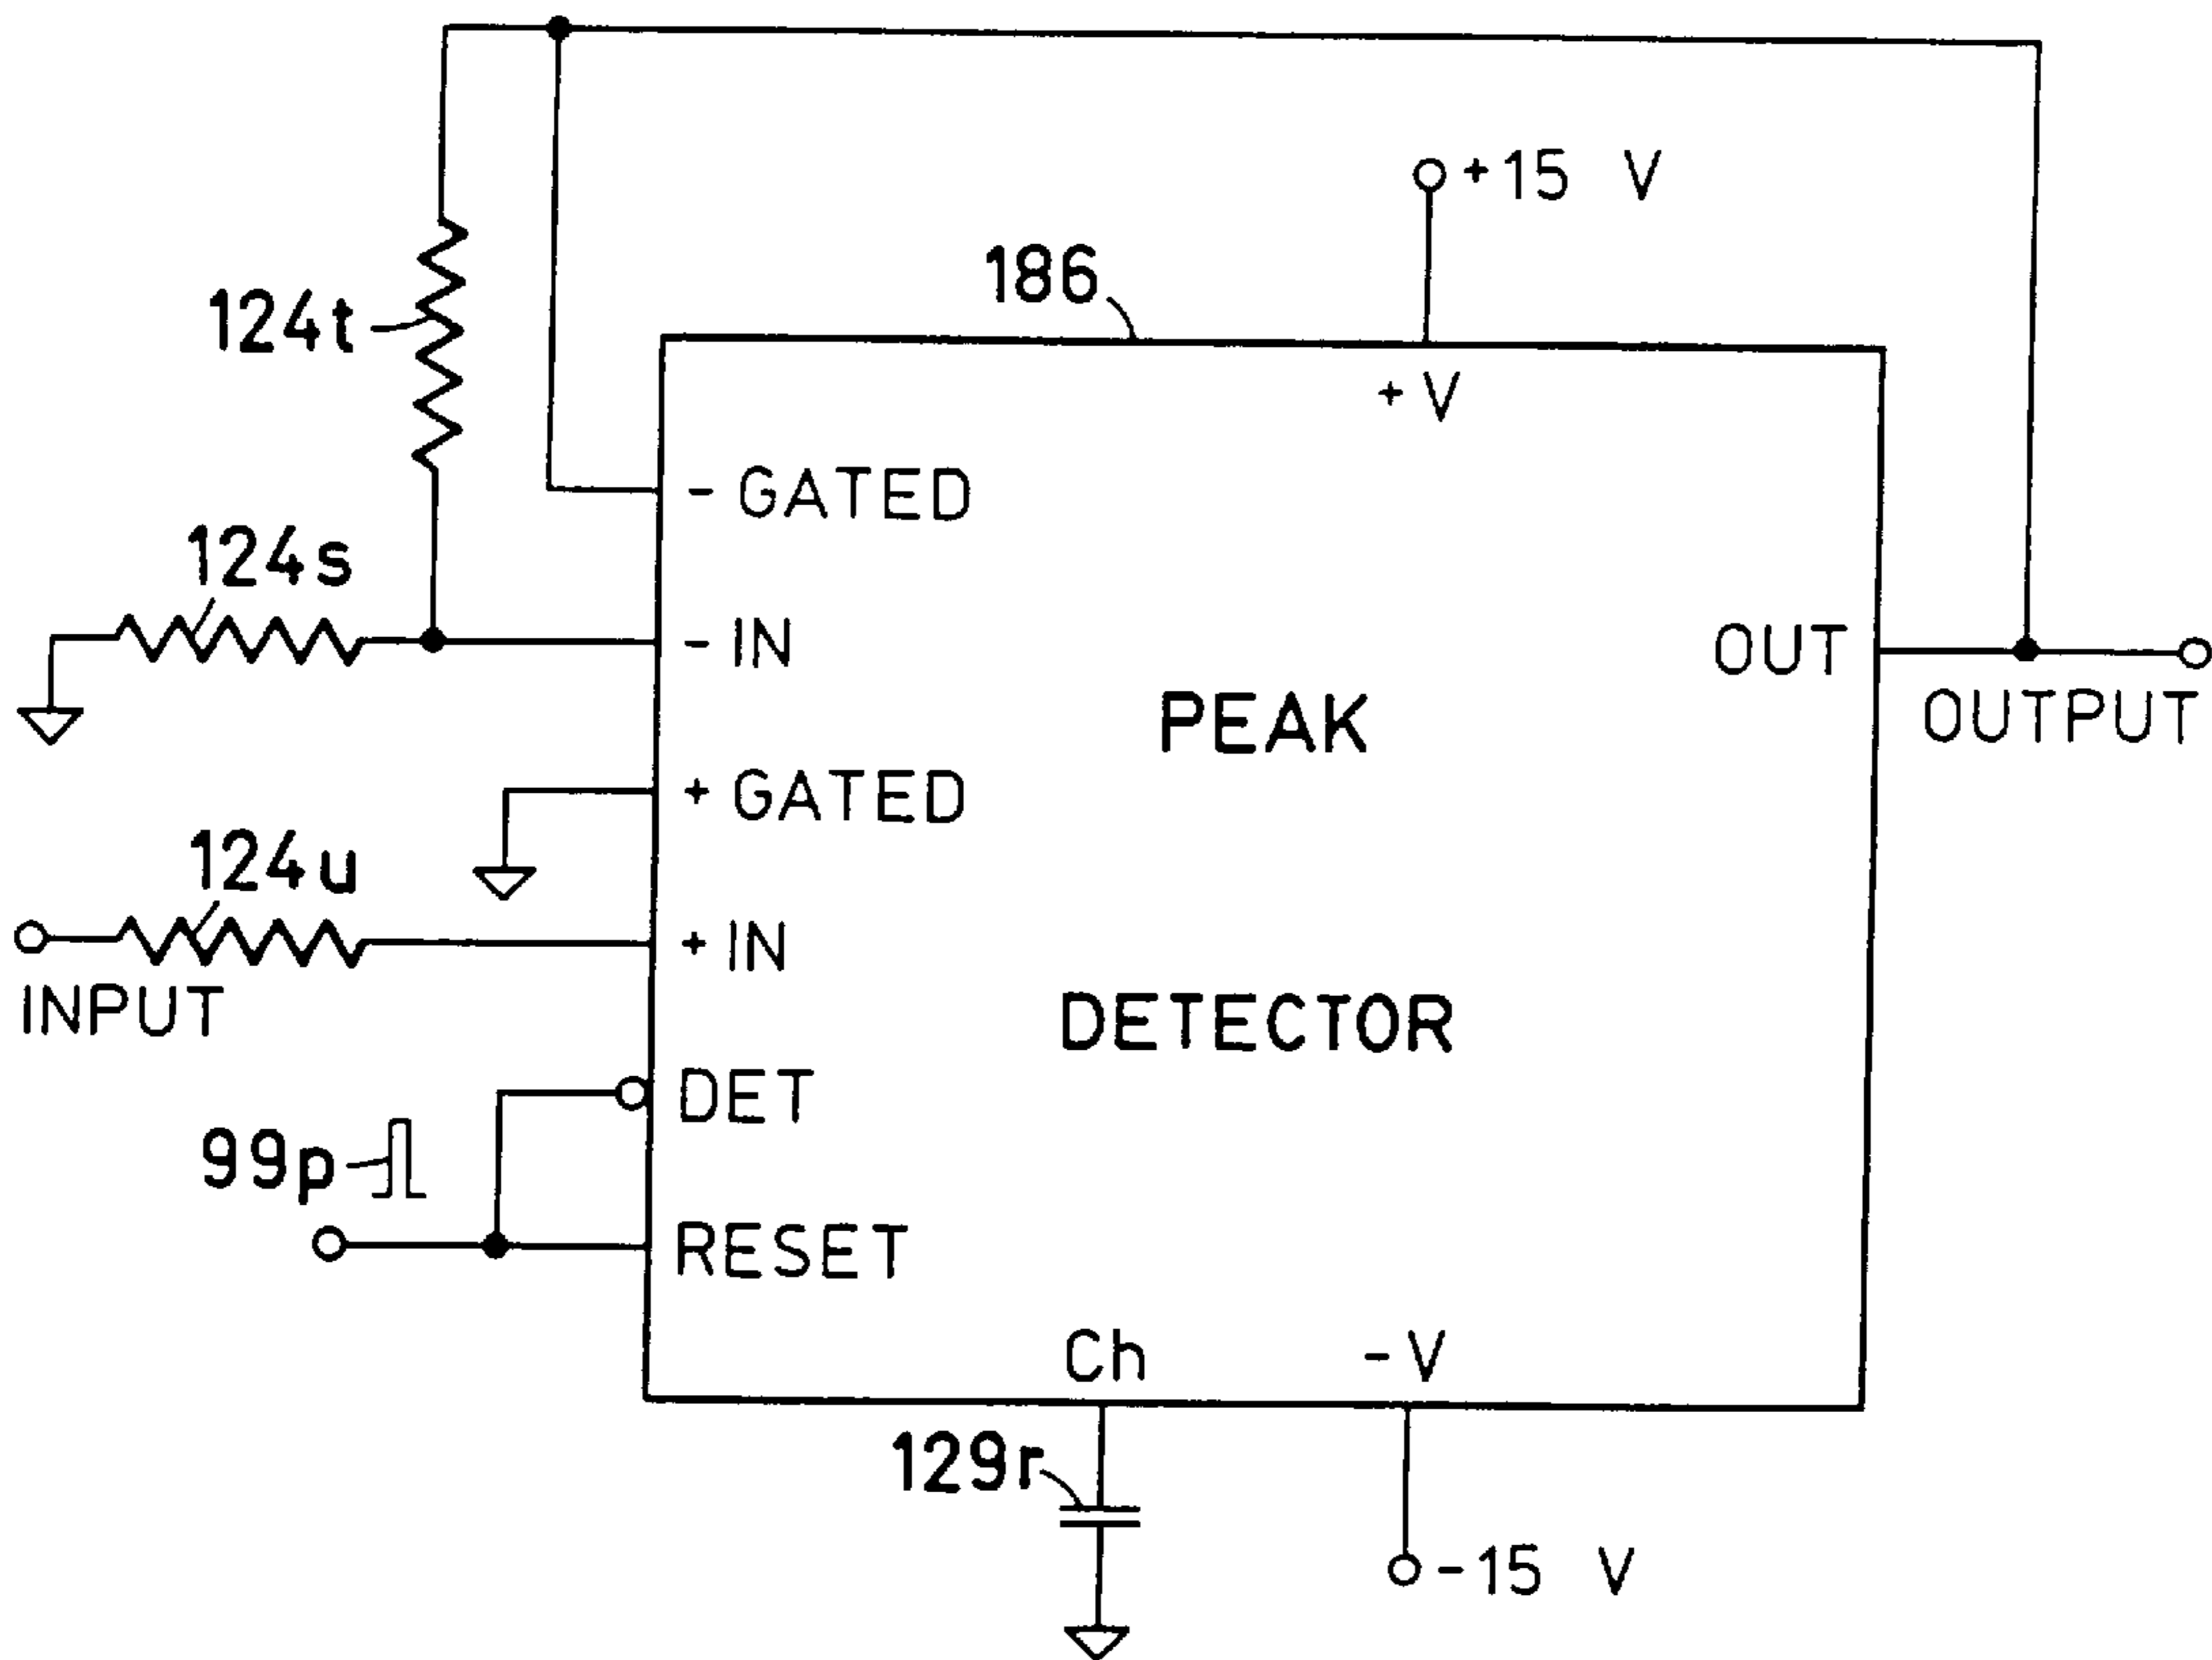 +15 V
186
124t
+V
- GATED
124s
- IN
OUT
PEAK
OUTPUT
+ GATED
124u
+ IN
INPUT
DETECTOR
DET
99p
RESET
Ch
- V
129r
-15 V